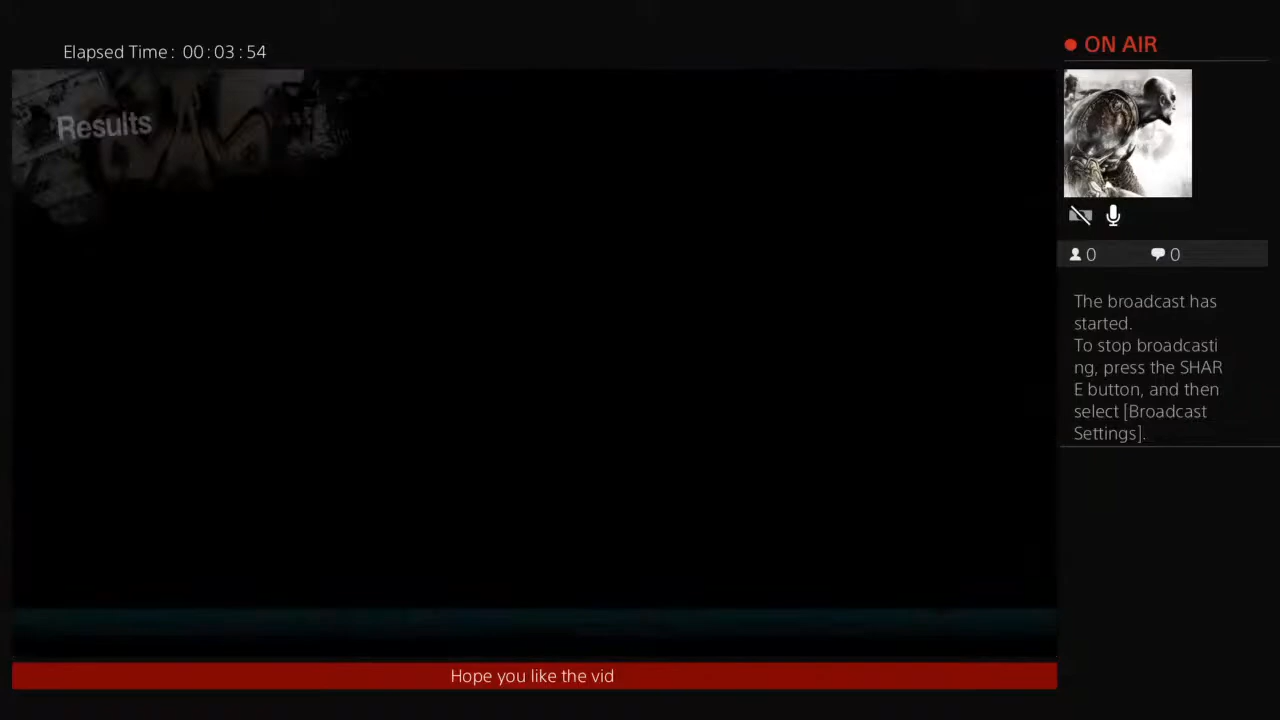 Elapsed Time: 00:03:54
ON AIR
Results
0 0
The broadcast has
started.
To stop broadcasti
ng, press the SHAR
E button, and then
select [Broadcast
Settings].
Hope you like the vid